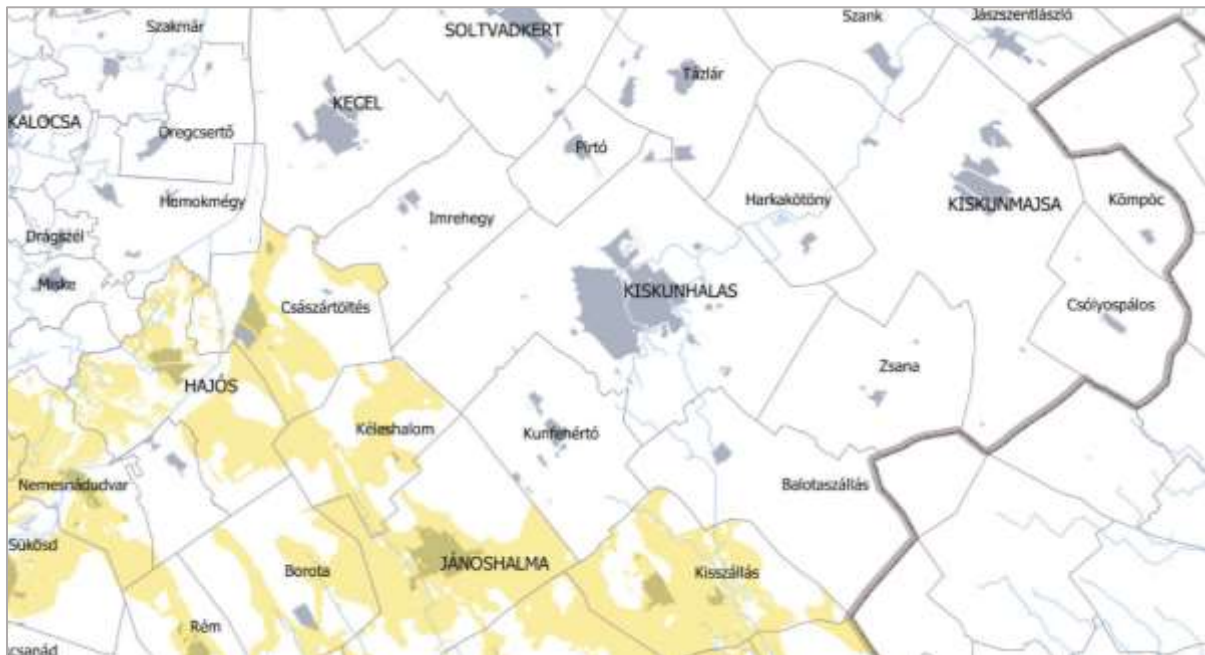 Szakmár
SOLTVADKERT
Szank
Jászszentlászló
Tázlár
KECEL
KALOCSA
Öregcsertő
Pirtó
Homokmégy
Imrehegy
Harkakötöny
KISKUNMAJSA
Kömpöc
Drágszél
Miske
Császártöltés
KISKUNHALAS
Csólyospálos
HAJÓS
Zsana
Kéleshalom
Kunfehértó
Nemesnádudvar
Balotaszállás
Sükösd
Borota
JÁNOSHALMA
Kisszállás
Rém
csanád